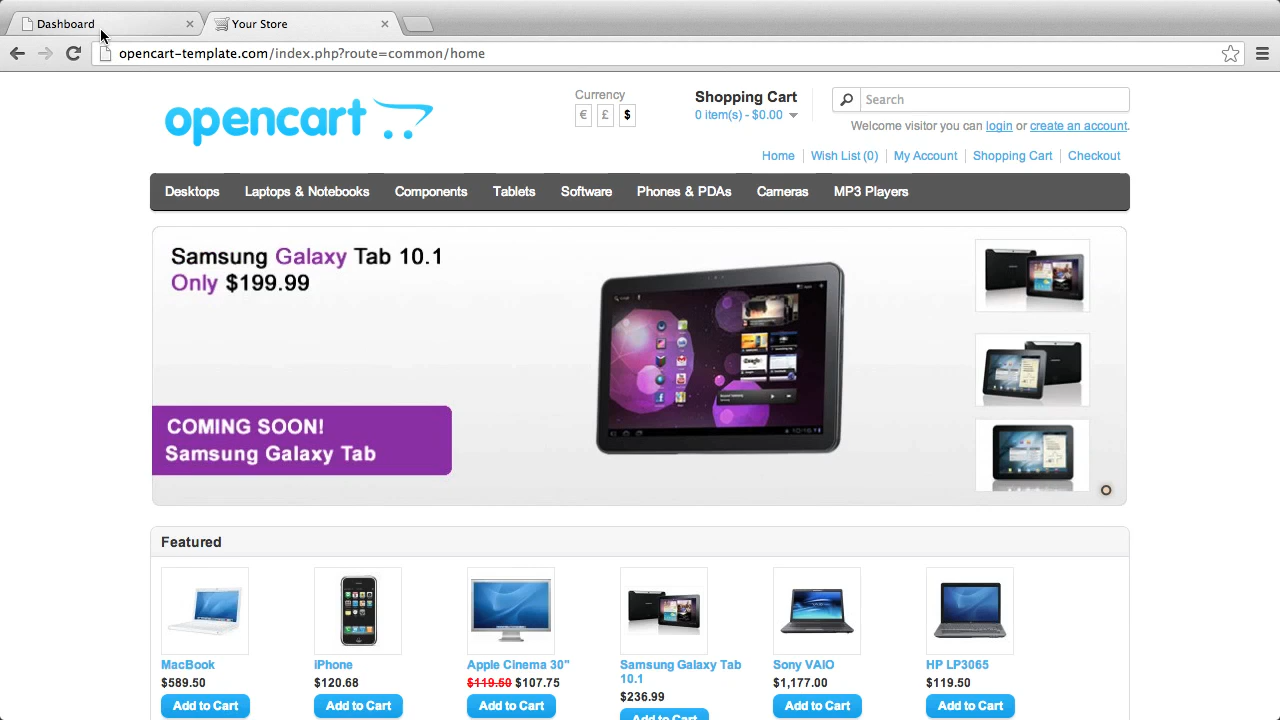 Dashboard
Your Store
opencart-template.com/index.php?route=common/home
opencart
Currency
€ £ $
Shopping Cart
0 item(s) - $0.00
Search
Welcome visitor you can login or create an account.
Home
Wish List (0)
My Account
Shopping Cart
Checkout
Desktops
Laptops & Notebooks
Components
Tablets
Software
Phones & PDAs
Cameras
MP3 Players
Samsung Galaxy Tab 10.1
Only $199.99
COMING SOON!
Samsung Galaxy Tab
Featured
MacBook
$589.50
Add to Cart
iPhone
$120.68
Add to Cart
Apple Cinema 30"
$119.50 $107.75
Add to Cart
Samsung Galaxy Tab
10.1
$236.99
Add to Cart
Sony VAIO
$1,177.00
Add to Cart
HP LP3065
$119.50
Add to Cart